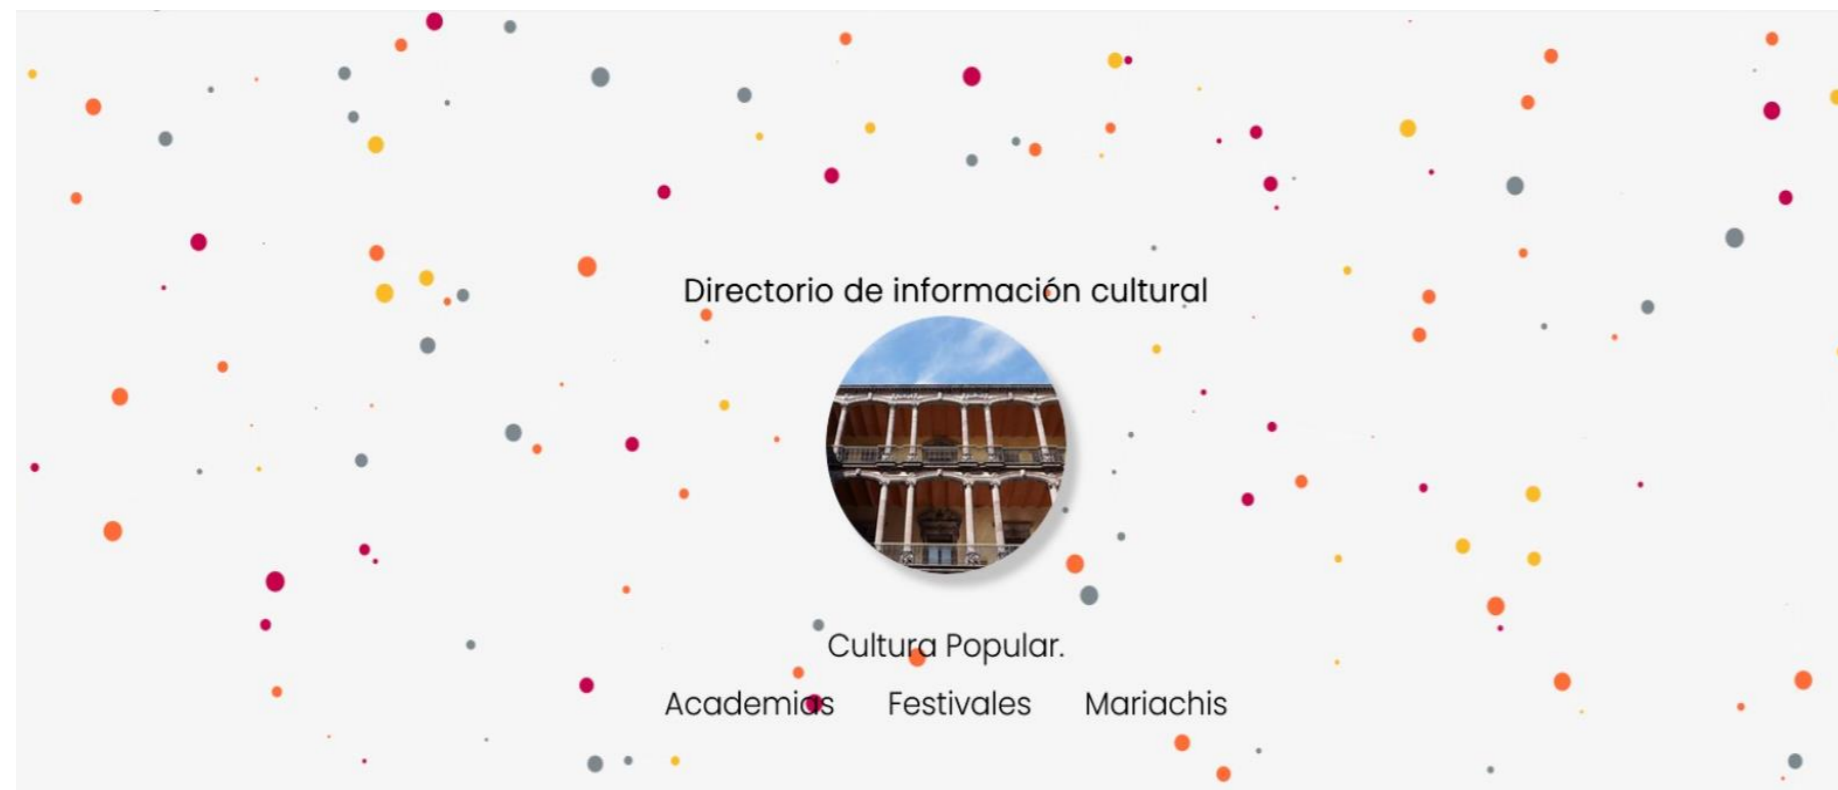 Directorio de información cultural
Cultura Popular.
Academias Festivales Mariachis